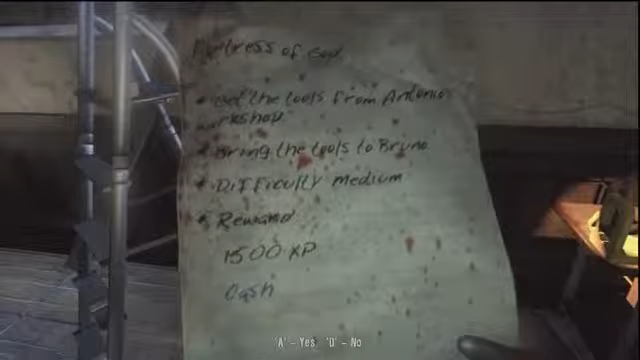 Fortress of God
* Get the tools from Antonio
workshop
* Bring the tools to Bruno
* Difficulty medium
* Reward
1500 XP
Cash
'A' - Yes, 'D' - No